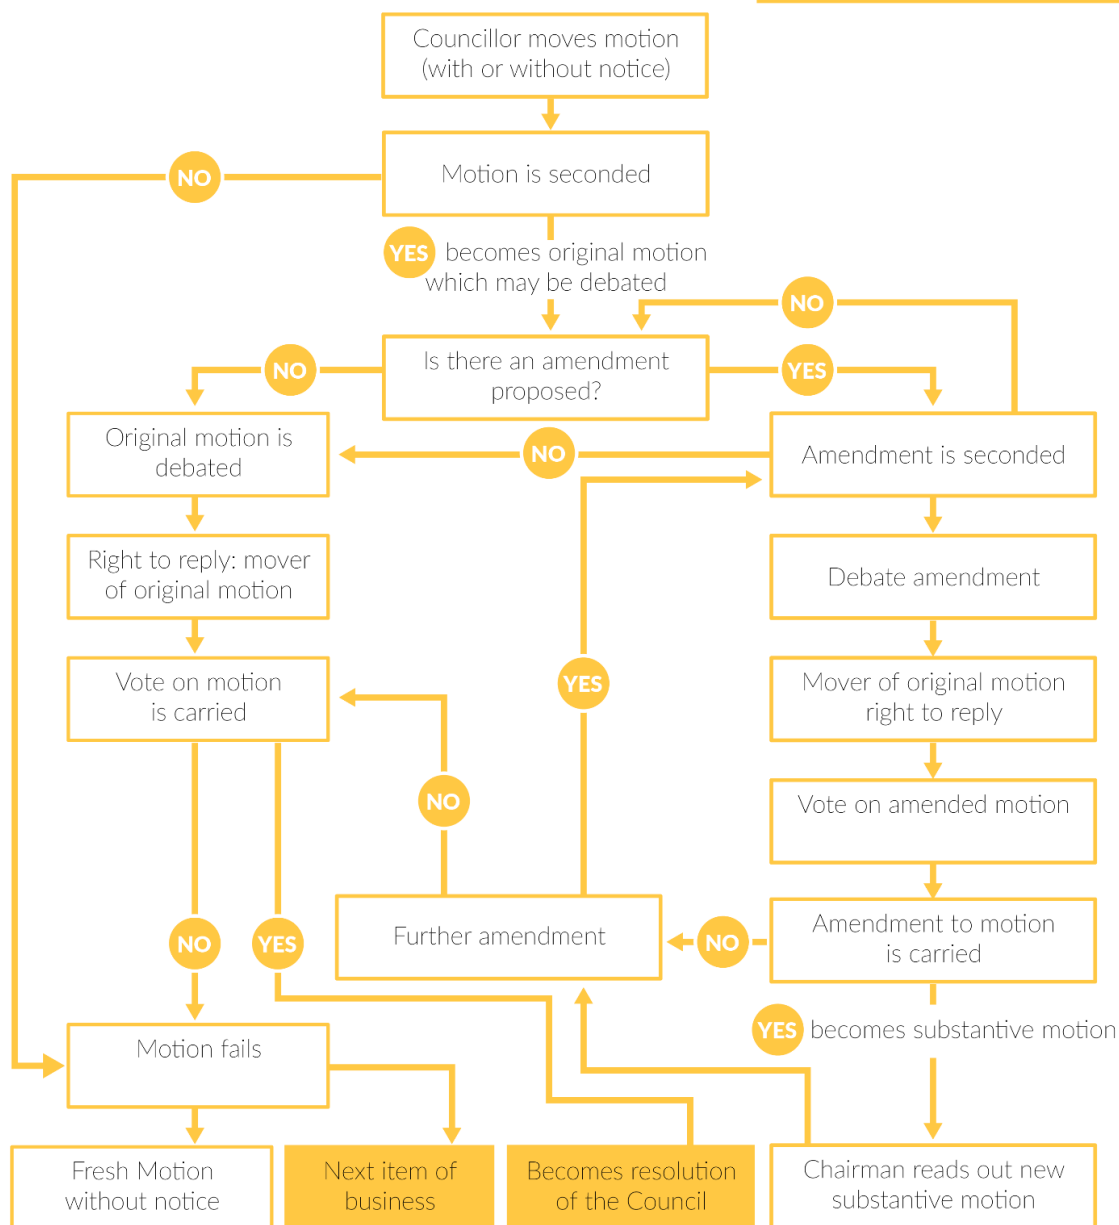 Councillor moves motion
(with or without notice)
Motion is seconded
NO
YES becomes original motion
which may be debated
NO
Is there an amendment
proposed?
NO
YES
Original motion is
debated
NO
Amendment is seconded
Right to reply: mover
of original motion
Debate amendment
Vote on motion
is carried
YES
Mover of original motion
right to reply
NO
Vote on amended motion
NO
YES
Further amendment
NO
Amendment to motion
is carried
YES becomes substantive motion
Motion fails
Fresh Motion
without notice
Next item of
business
Becomes resolution
of the Council
Chairman reads out new
substantive motion